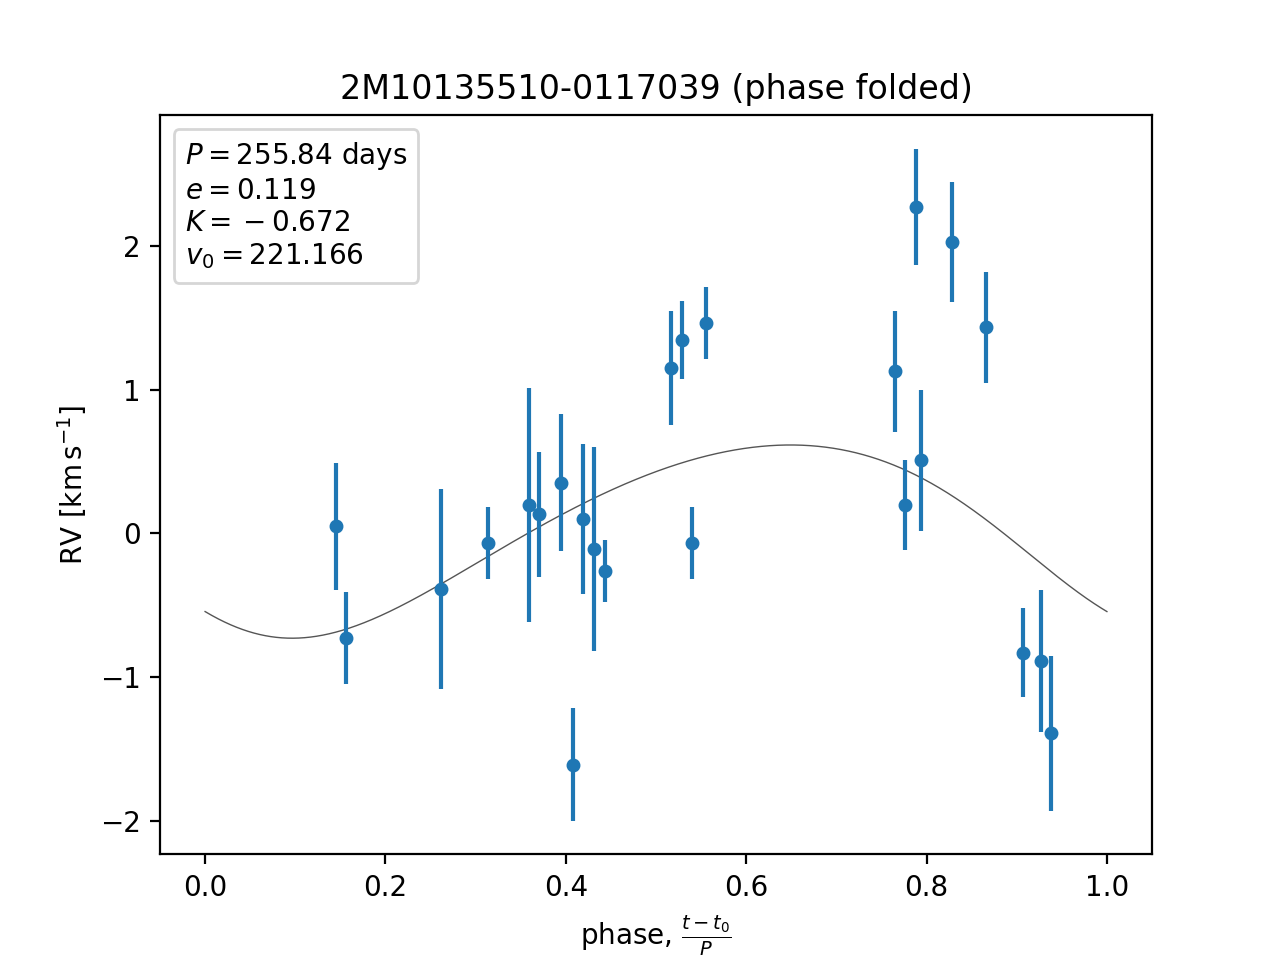 2M10135510-0117039 (phase folded)
P = 255.84 days
e = 0.119
K = −0.672
v₀ = 221.166
RV [km s⁻¹]
2
1
0
−1
−2
0.0 0.2 0.4 0.6 0.8 1.0
phase, (t − t₀)/P